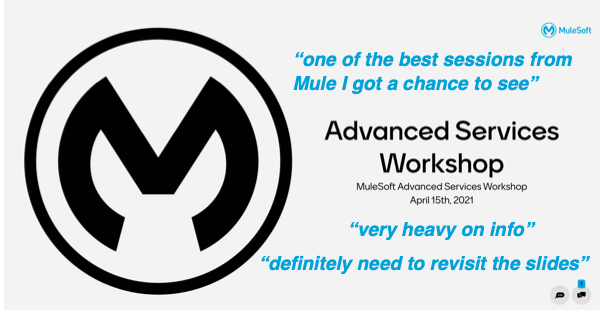 MuleSoft
“one of the best sessions from
Mule I got a chance to see”
Advanced Services
Workshop
MuleSoft Advanced Services Workshop
April 15th, 2021
“very heavy on info”
“definitely need to revisit the slides”
1